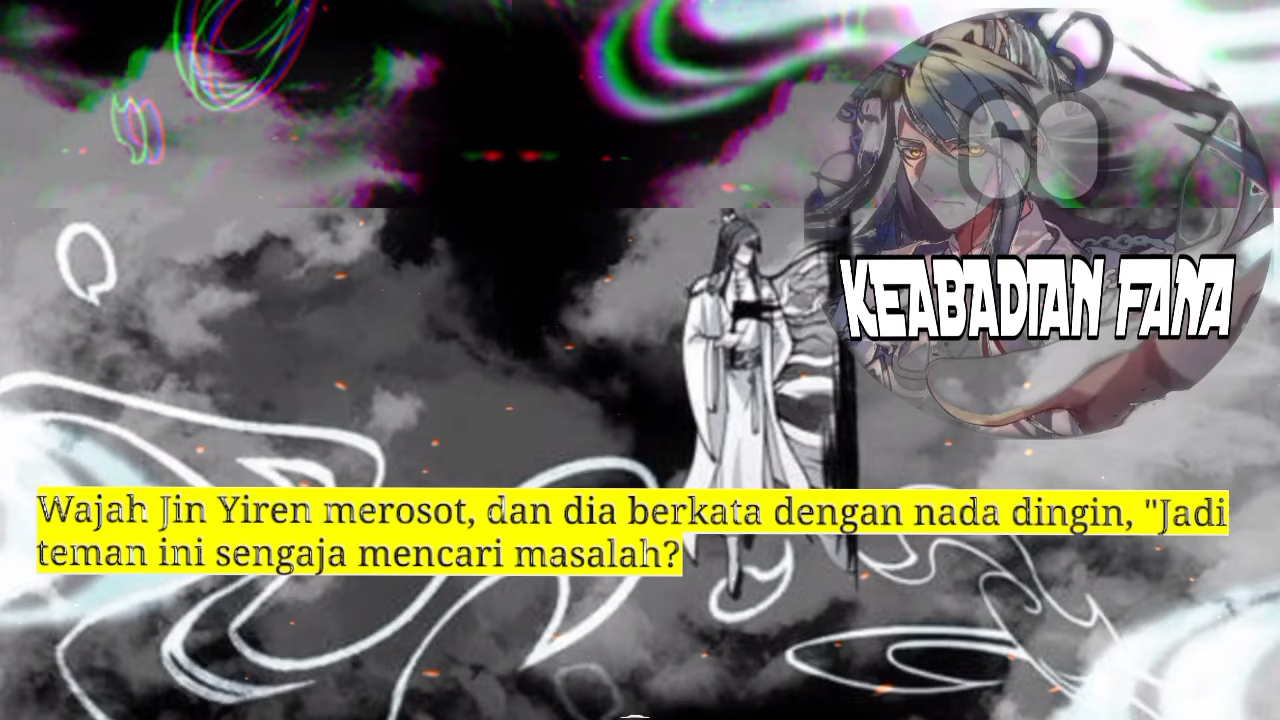 KEABADIAN FANA
Wajah Jin Yiren merosot, dan dia berkata dengan nada dingin, "Jadi
teman ini sengaja mencari masalah?